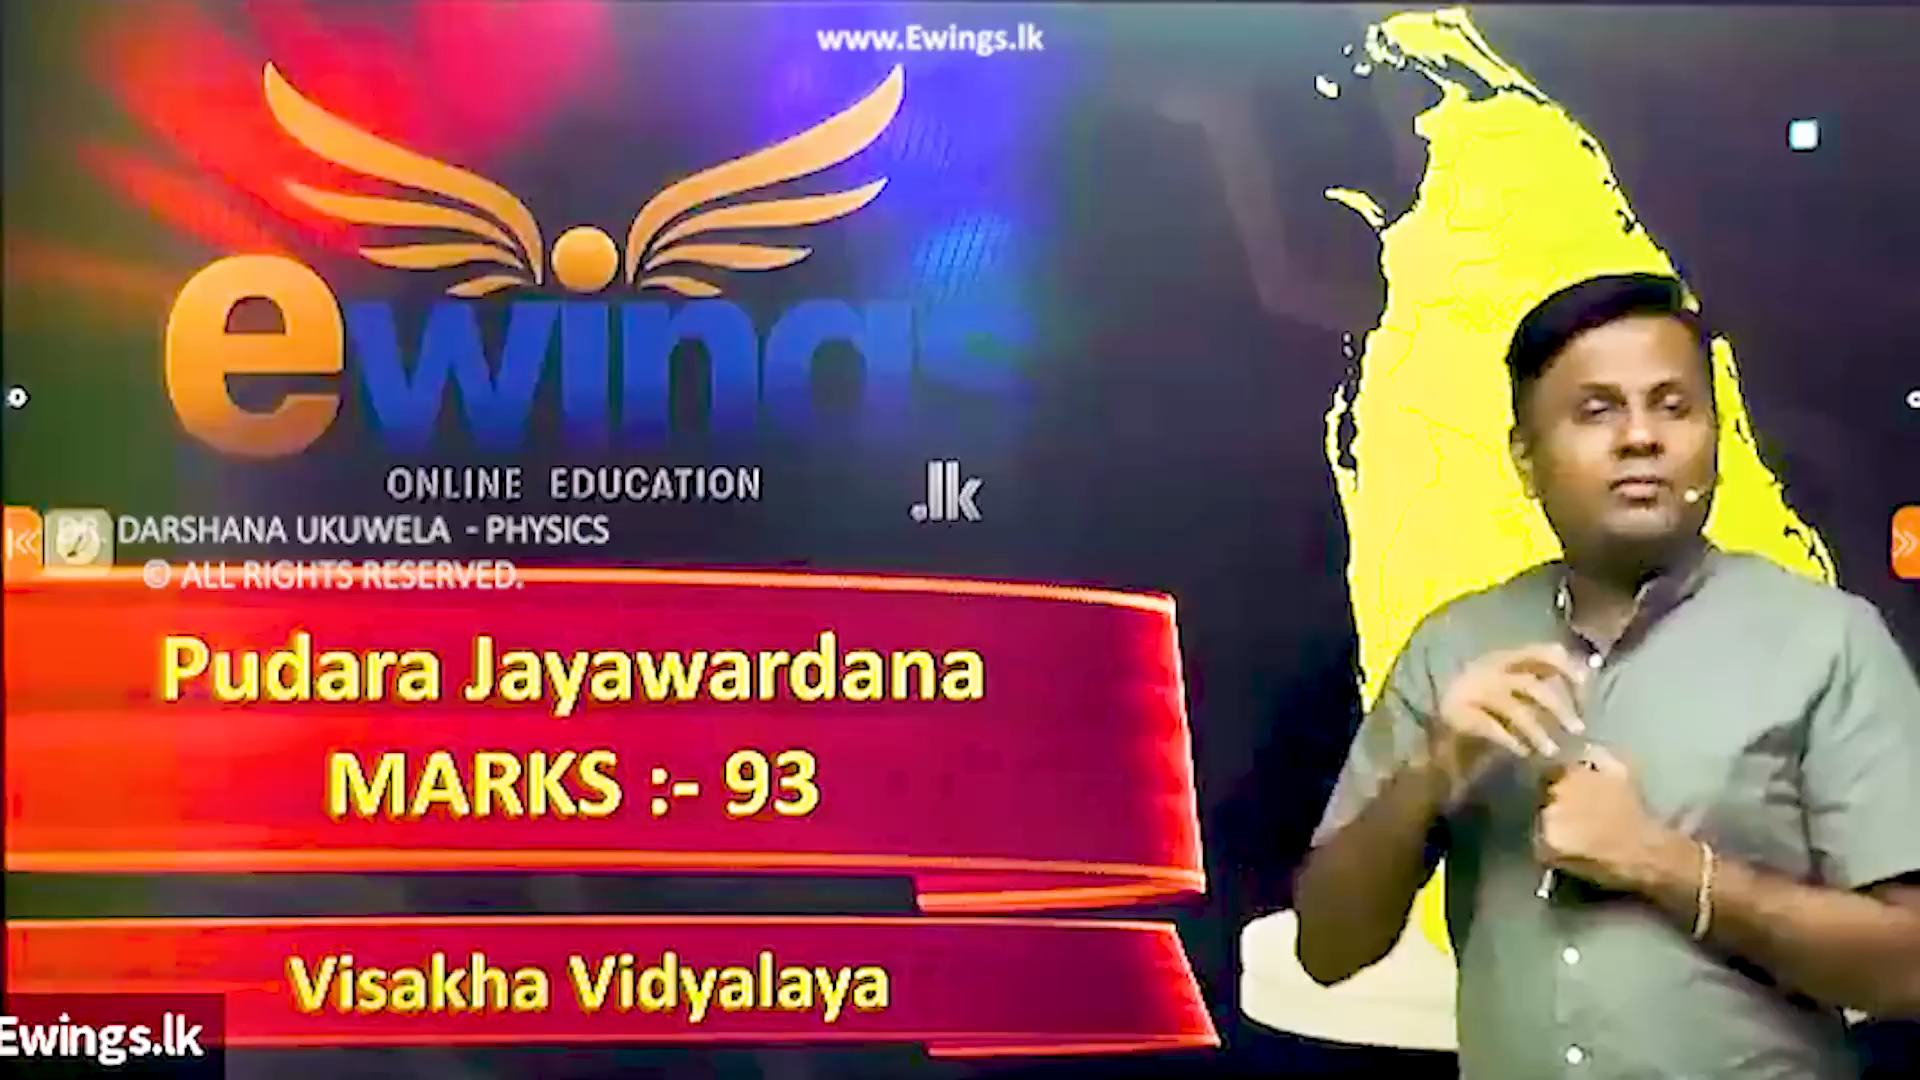 www.Ewings.lk
ewings
ONLINE EDUCATION
.lk
DR. DARSHANA UKUWELA - PHYSICS
© ALL RIGHTS RESERVED.
Pudara Jayawardana
MARKS :- 93
Visakha Vidyalaya
Ewings.lk